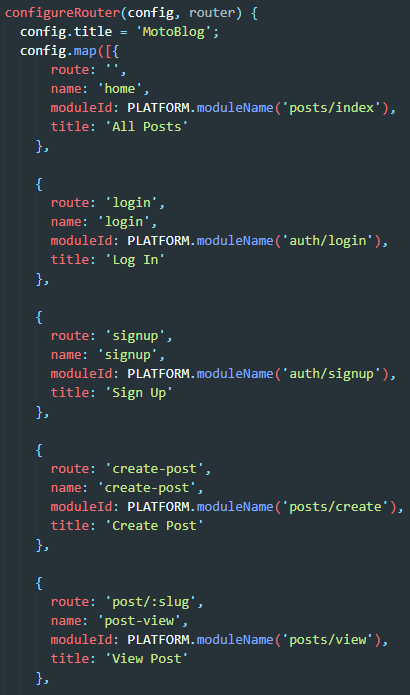 configureRouter(config, router) {
  config.title = 'MotoBlog';
  config.map([{
      route: '',
      name: 'home',
      moduleId: PLATFORM.moduleName('posts/index'),
      title: 'All Posts'
    },

    {
      route: 'login',
      name: 'login',
      moduleId: PLATFORM.moduleName('auth/login'),
      title: 'Log In'
    },

    {
      route: 'signup',
      name: 'signup',
      moduleId: PLATFORM.moduleName('auth/signup'),
      title: 'Sign Up'
    },

    {
      route: 'create-post',
      name: 'create-post',
      moduleId: PLATFORM.moduleName('posts/create'),
      title: 'Create Post'
    },

    {
      route: 'post/:slug',
      name: 'post-view',
      moduleId: PLATFORM.moduleName('posts/view'),
      title: 'View Post'
    },